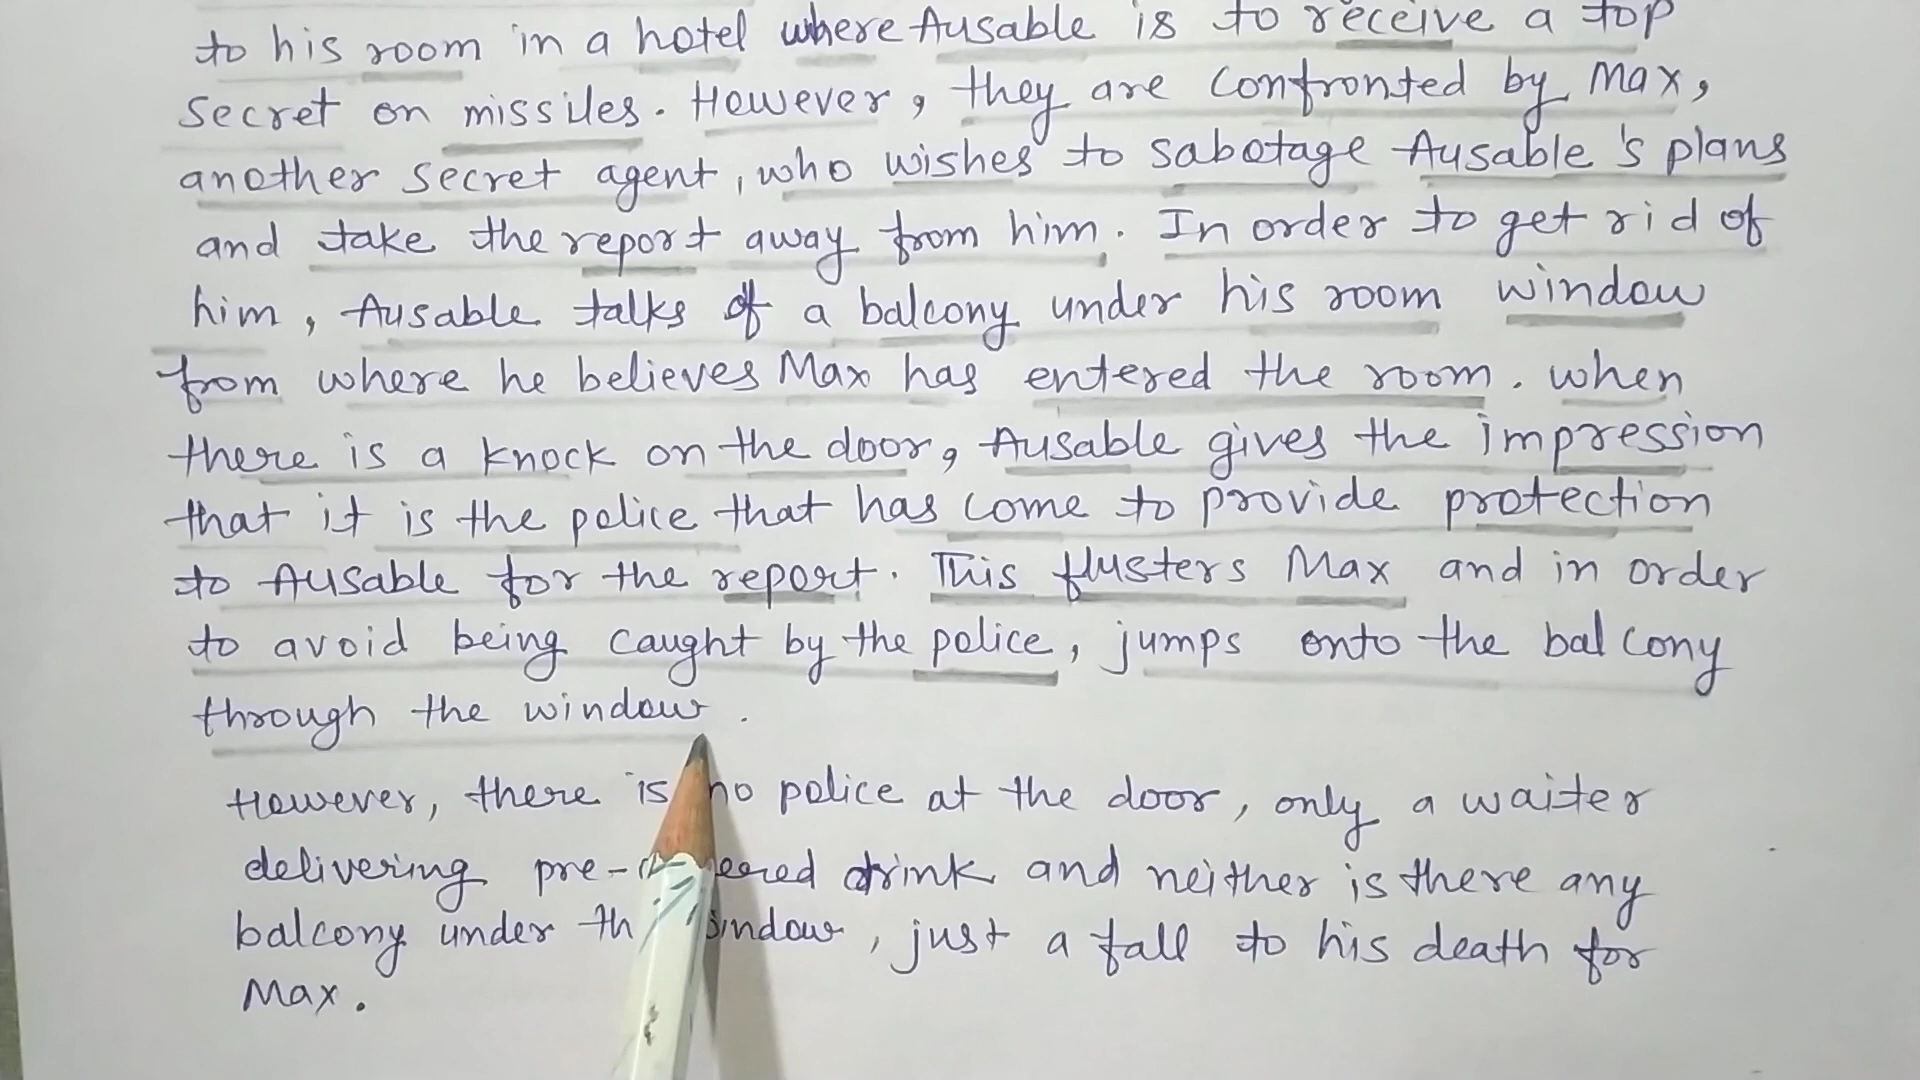 to his room in a hotel where Ausable is to receive a top
secret on missiles. However, they are confronted by Max,
another secret agent, who wishes to sabotage Ausable's plans
and take the report away from him. In order to get rid of
him, Ausable talks of a balcony under his room window
from where he believes Max has entered the room. when
there is a knock on the door, Ausable gives the impression
that it is the police that has come to provide protection
to Ausable for the report. This flusters Max and in order
to avoid being caught by the police, jumps onto the balcony
through the window.
However, there is no police at the door, only a waiter
delivering drink and neither is there any
balcony under window, just a fall to his death for
Max.